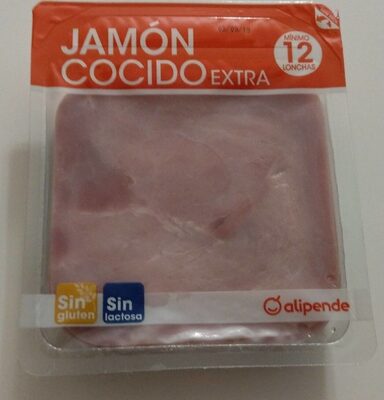 JAMÓN
COCIDO EXTRA
MÍNIMO
12
LONCHAS
Sin
gluten
Sin
lactosa
alipende